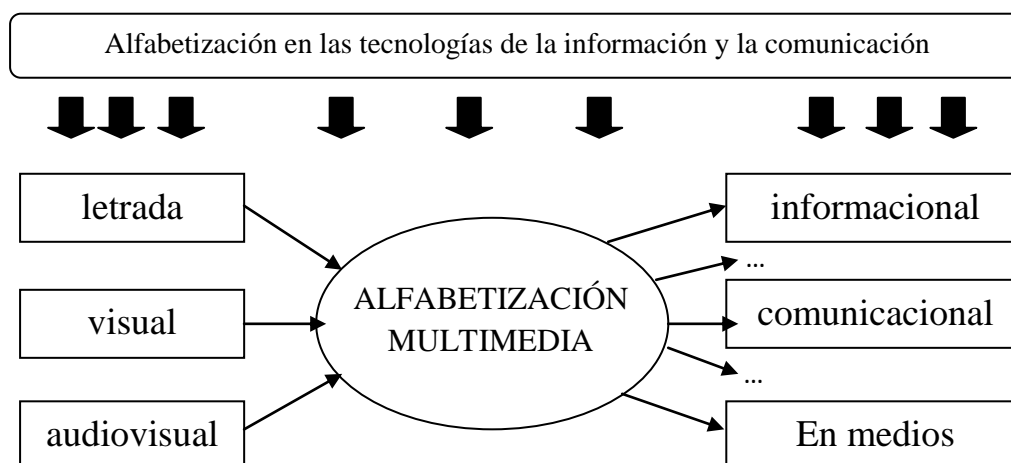 Alfabetización en las tecnologías de la información y la comunicación
letrada
visual
audiovisual
ALFABETIZACIÓN
MULTIMEDIA
informacional
...
comunicacional
...
En medios